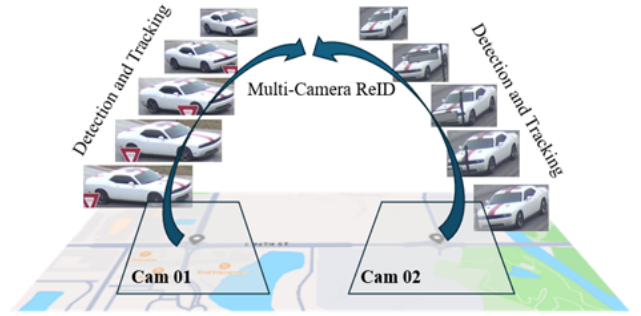 Detection and Tracking
Detection and Tracking
Multi-Camera ReID
Cam 01
Cam 02